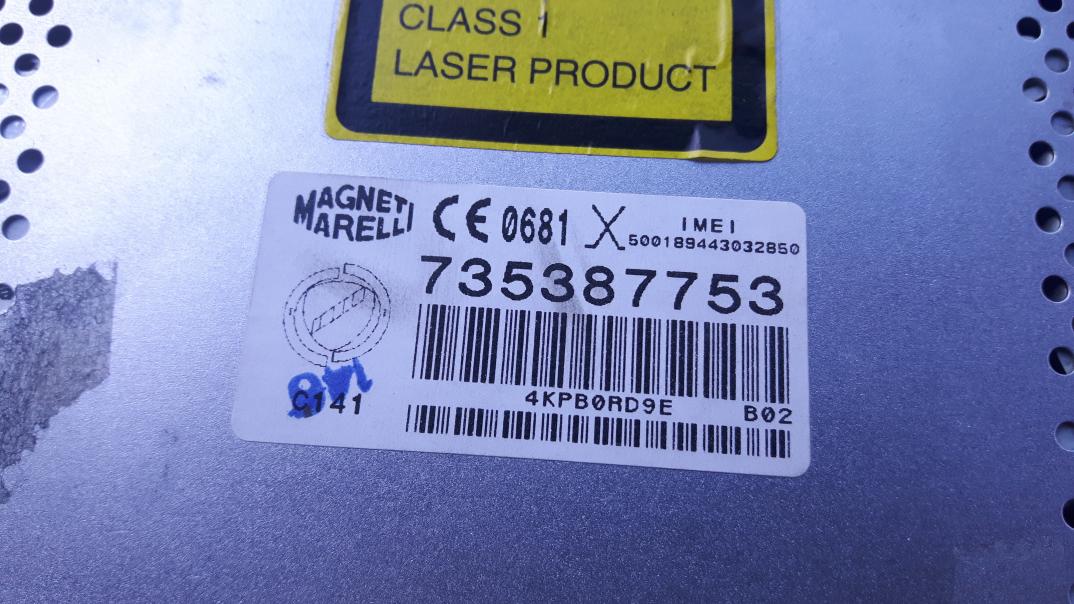 CLASS 1
LASER PRODUCT
MAGNETI
MARELLI
CE 0681
IMEI
500189443032850
735387753
C141
4KPB0RD9E B02